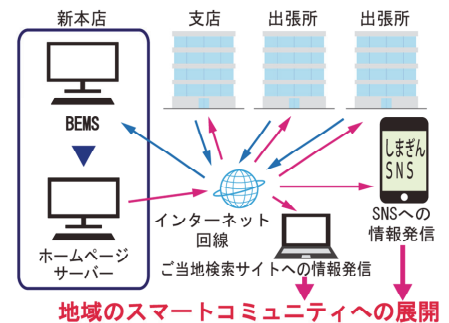 新本店
支店
出張所
出張所
BEMS
しまぎん
SNS
インターネット
回線
SNSへの
情報発信
ホームページ
サーバー
ご当地検索サイトへの情報発信
地域のスマートコミュニティへの展開